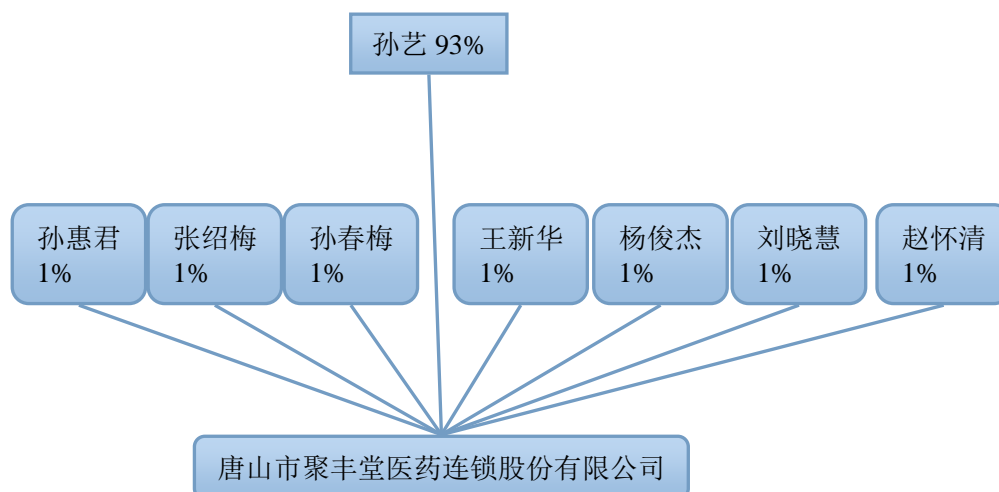 孙艺 93%
孙惠君
1%
张绍梅
1%
孙春梅
1%
王新华
1%
杨俊杰
1%
刘晓慧
1%
赵怀清
1%
唐山市聚丰堂医药连锁股份有限公司